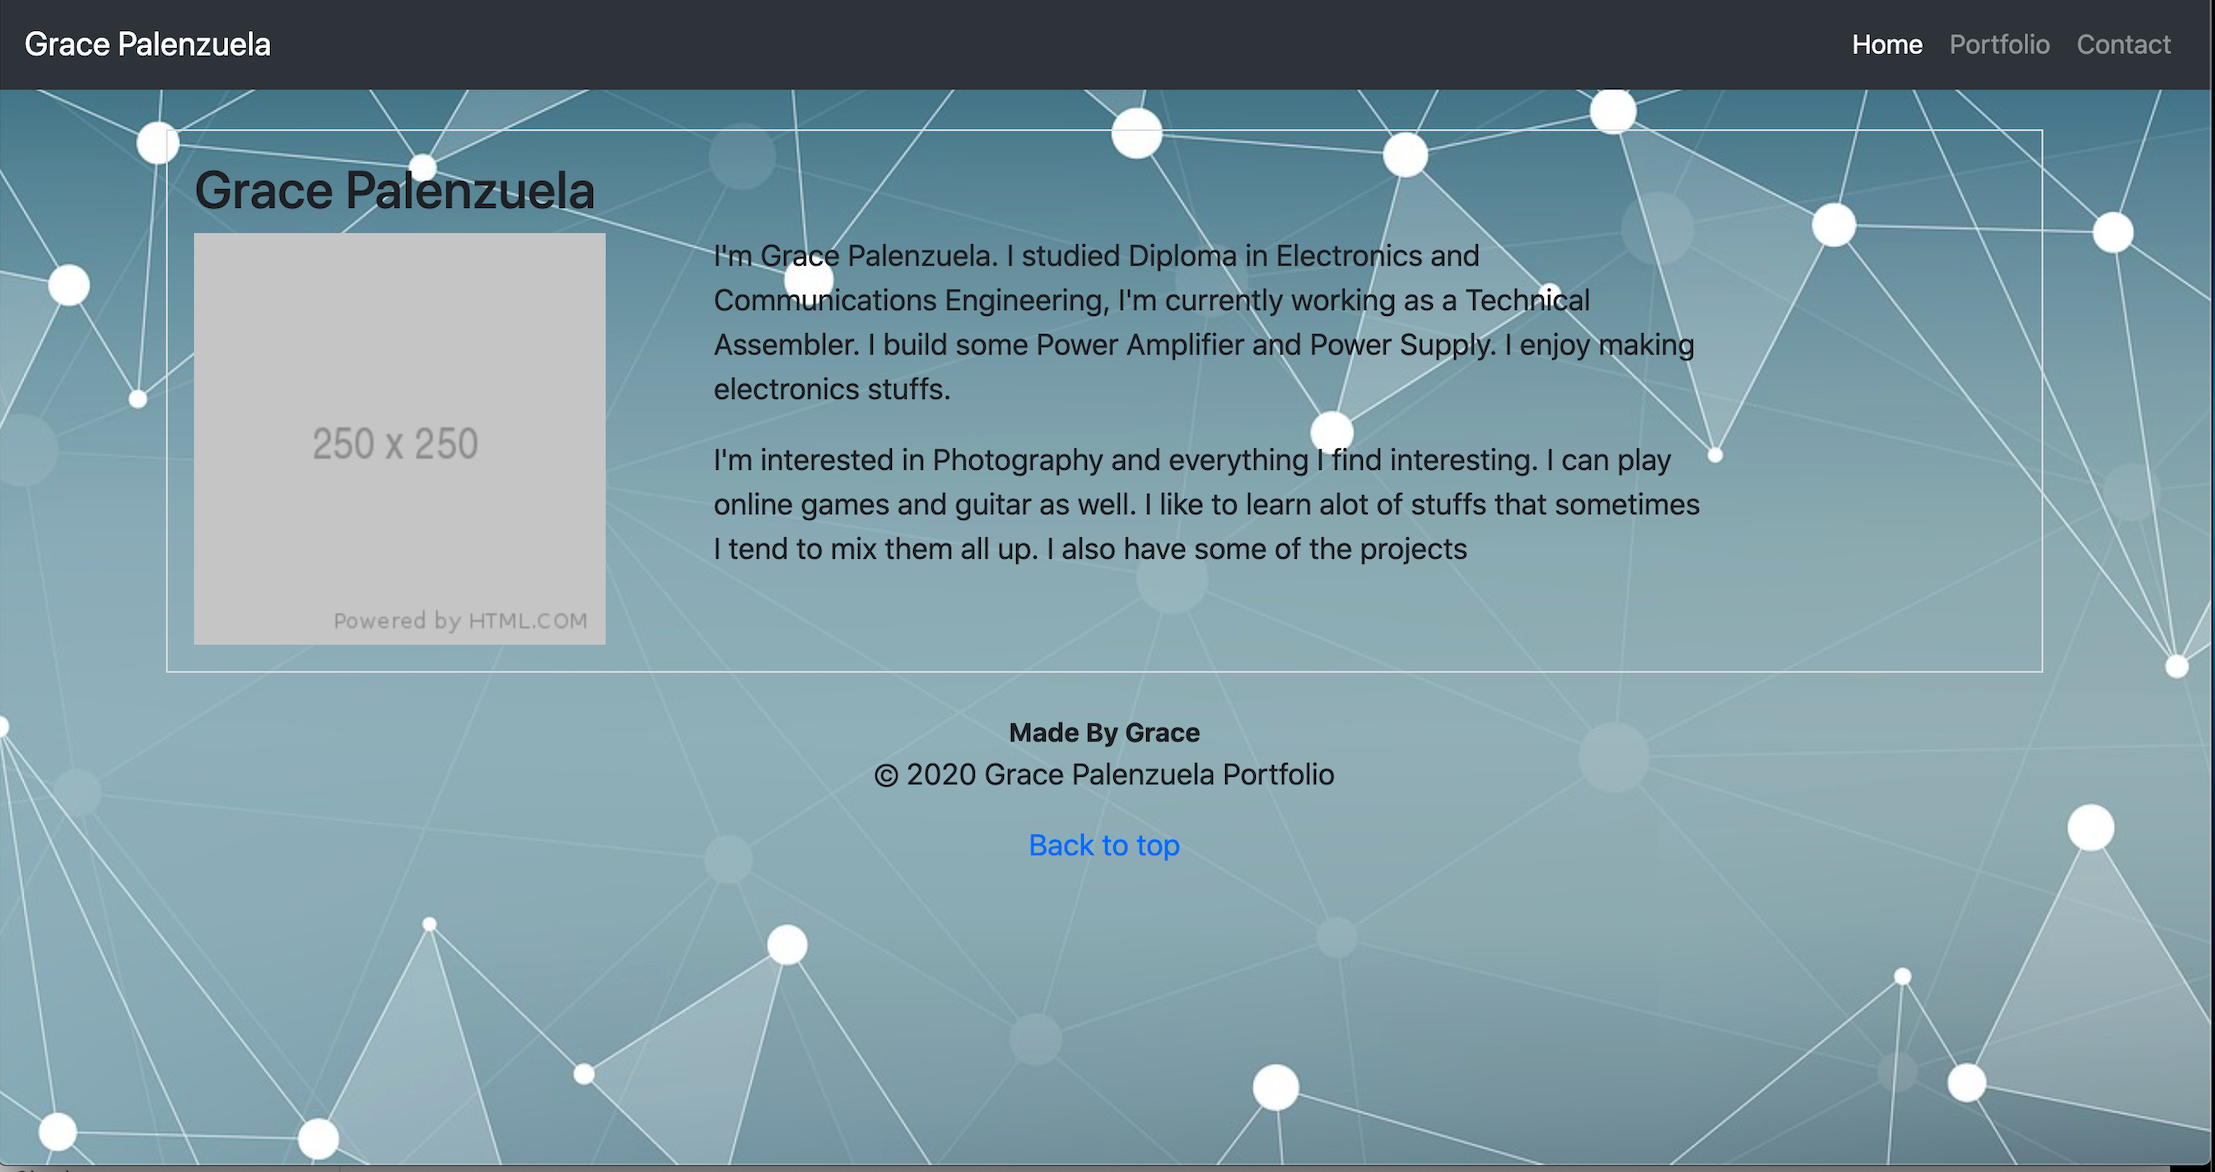 Grace Palenzuela
Home Portfolio Contact
Grace Palenzuela
250 x 250
Powered by HTML.COM
I'm Grace Palenzuela. I studied Diploma in Electronics and
Communications Engineering, I'm currently working as a Technical
Assembler. I build some Power Amplifier and Power Supply. I enjoy making
electronics stuffs.
I'm interested in Photography and everything I find interesting. I can play
online games and guitar as well. I like to learn alot of stuffs that sometimes
I tend to mix them all up. I also have some of the projects
Made By Grace
© 2020 Grace Palenzuela Portfolio
Back to top